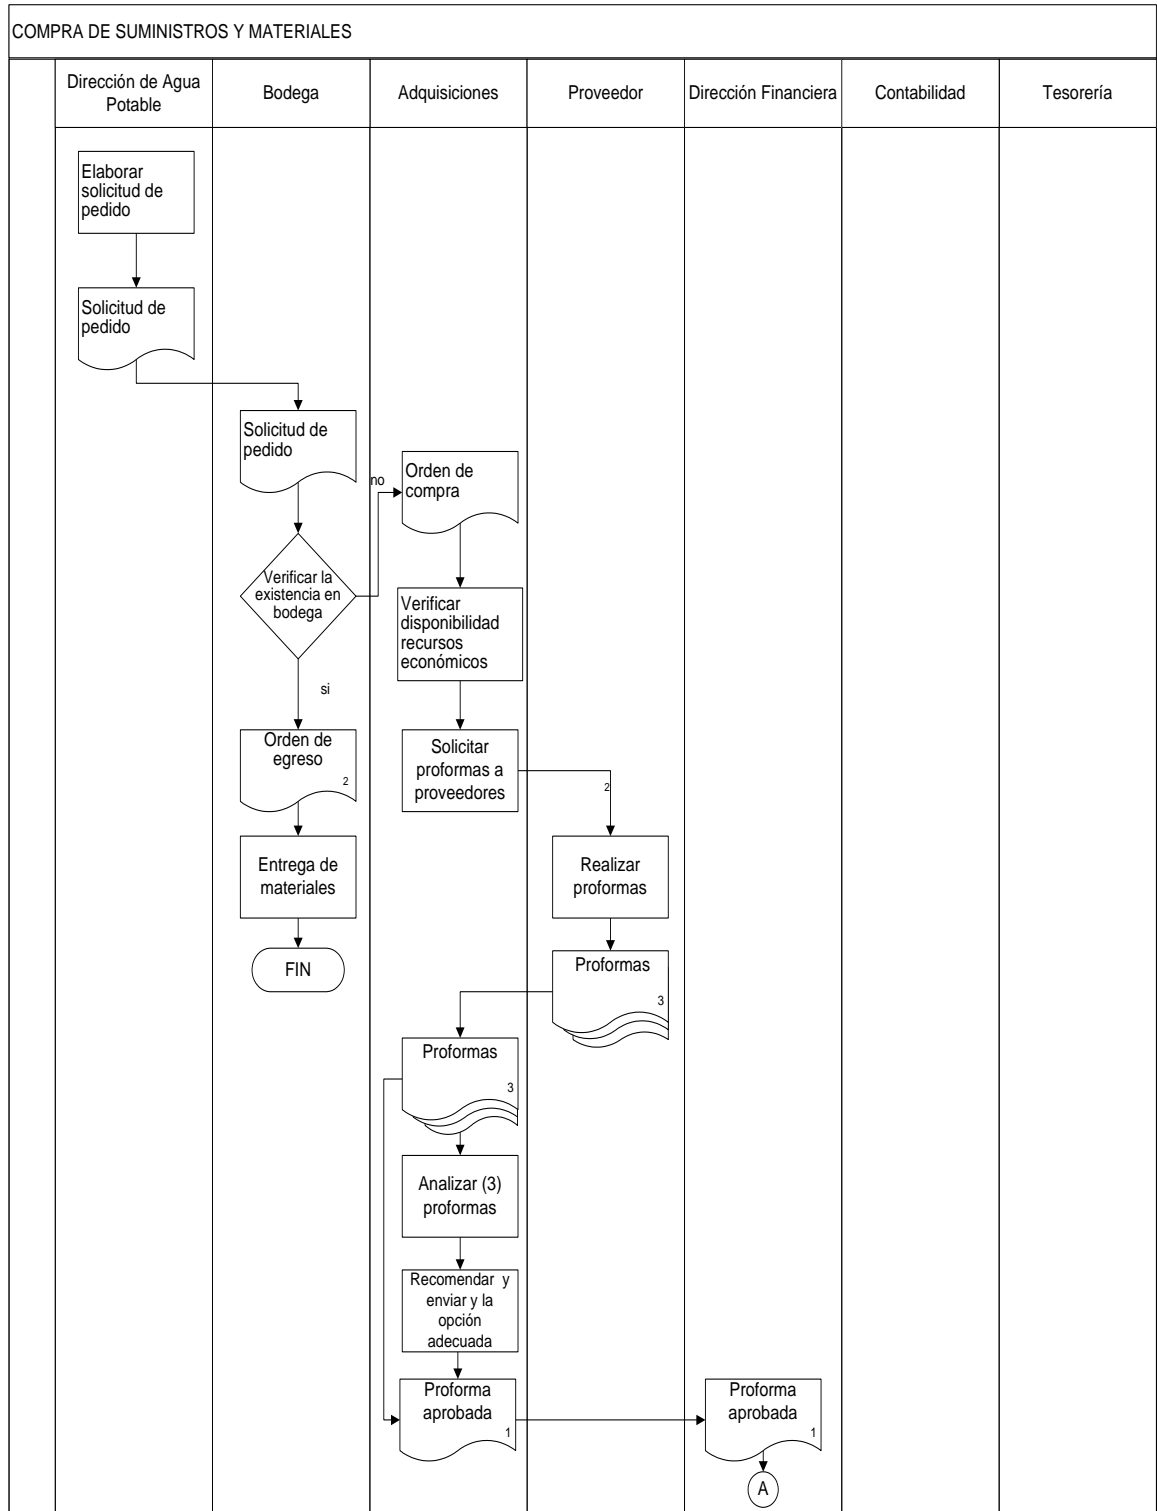 COMPRA DE SUMINISTROS Y MATERIALES
Dirección de Agua
Potable
Bodega
Adquisiciones
Proveedor
Dirección Financiera
Contabilidad
Tesorería
Elaborar
solicitud de
pedido
Solicitud de
pedido
Solicitud de
pedido
no
Orden de
compra
Verificar la
existencia en
bodega
Verificar
disponibilidad
recursos
económicos
si
Orden de
egreso
2
Solicitar
proformas a
proveedores
2
Entrega de
materiales
Realizar
proformas
FIN
Proformas
3
Proformas
3
Analizar (3)
proformas
Recomendar y
enviar y la
opción
adecuada
Proforma
aprobada
1
Proforma
aprobada
1
A